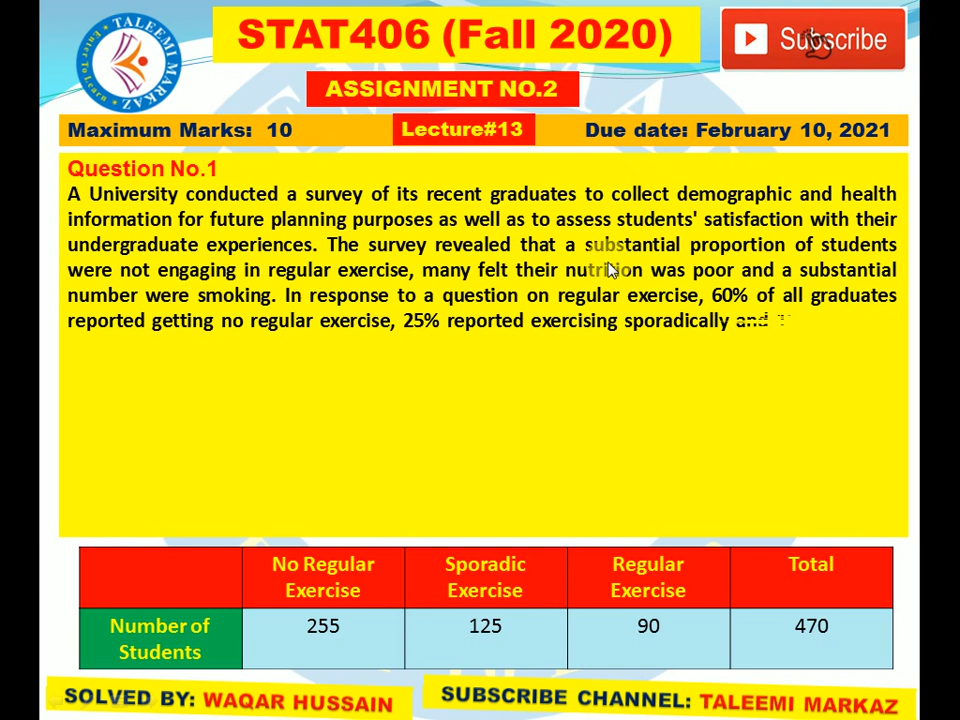 TALEEMI MARKAZ
Enter To Learn
STAT406 (Fall 2020)
Subscribe
ASSIGNMENT NO.2
Maximum Marks: 10
Lecture#13
Due date: February 10, 2021
Question No.1
A University conducted a survey of its recent graduates to collect demographic and health
information for future planning purposes as well as to assess students' satisfaction with their
undergraduate experiences. The survey revealed that a substantial proportion of students
were not engaging in regular exercise, many felt their nutrition was poor and a substantial
number were smoking. In response to a question on regular exercise, 60% of all graduates
reported getting no regular exercise, 25% reported exercising sporadically and
No Regular Exercise Sporadic Exercise Regular Exercise Total
Number of Students 255 125 90 470
SOLVED BY: WAQAR HUSSAIN
SUBSCRIBE CHANNEL: TALEEMI MARKAZ